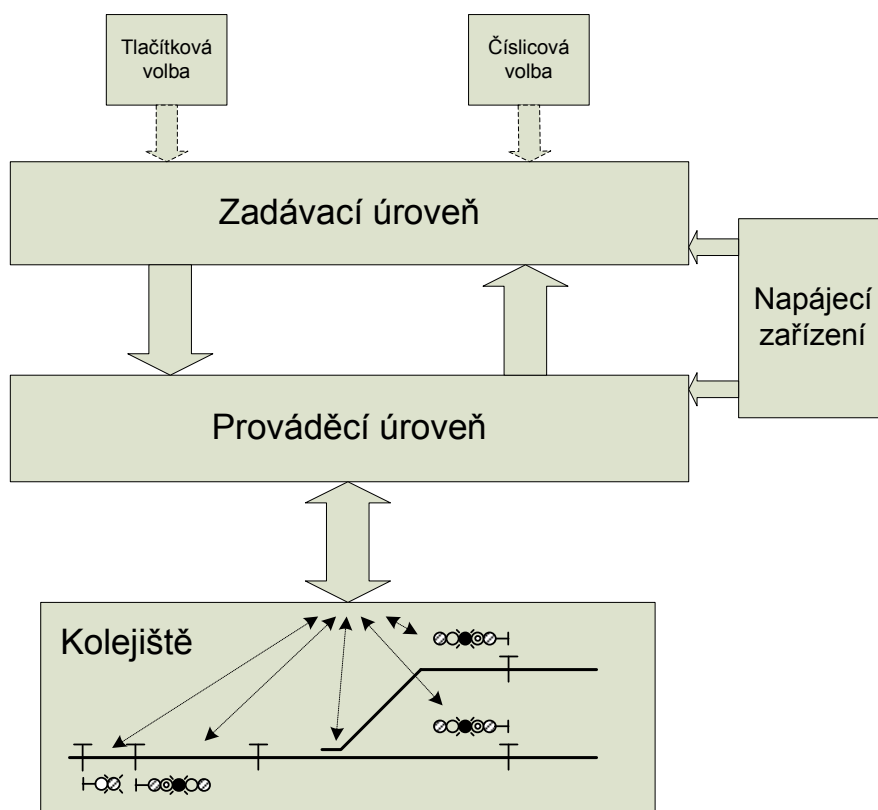 Tlačítková
volba
Číslicová
volba
Zadávací úroveň
Napájecí
zařízení
Prováděcí úroveň
Kolejiště